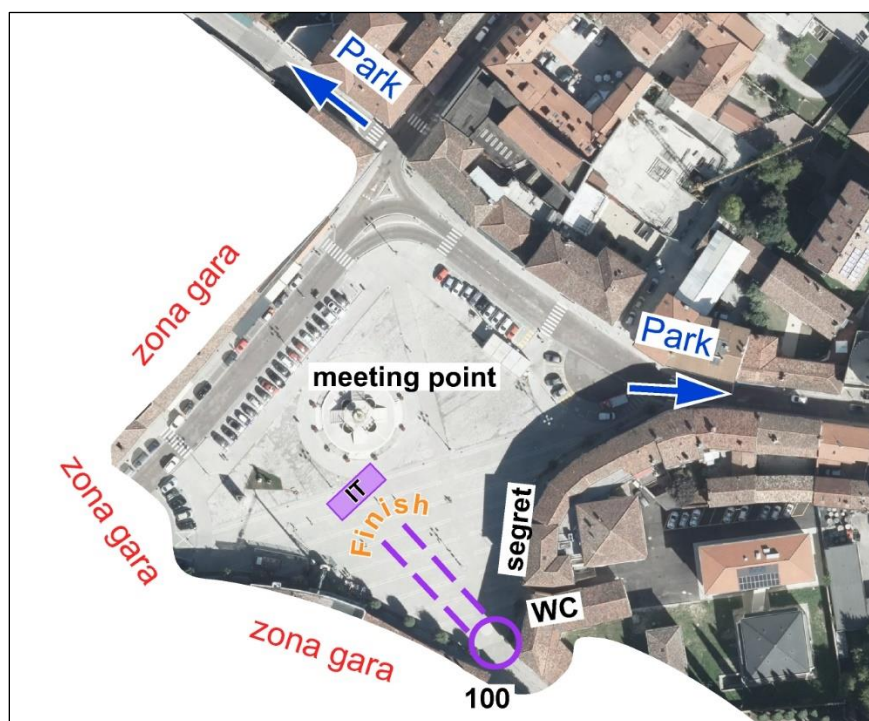 Park
zona gara
Park
meeting point
IT
Finish
zona gara
segret
WC
zona gara
100